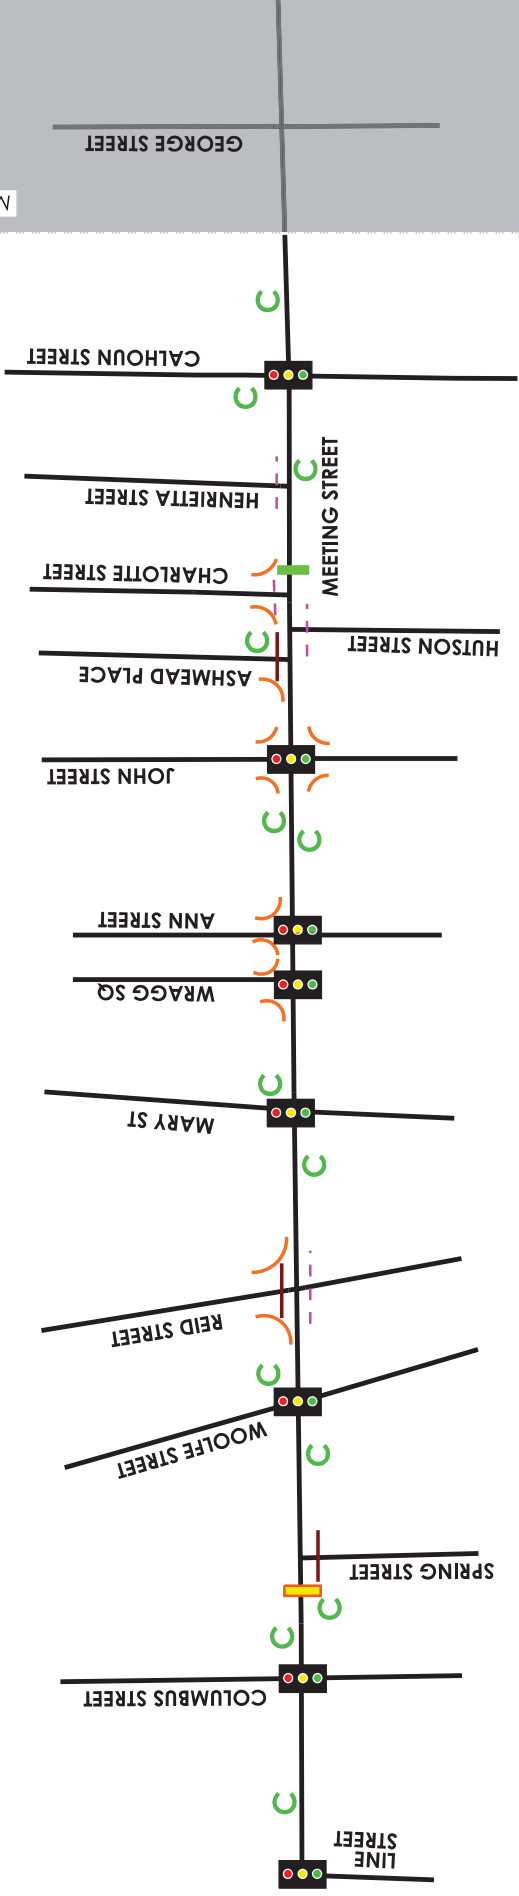 GEORGE STREET
N
CALHOUN STREET
MEETING STREET
HENRIETTA STREET
CHARLOTTE STREET
HUTSON STREET
ASHMEAD PLACE
JOHN STREET
ANN STREET
WRAGG SQ
MARY ST
REID STREET
WOOLFE STREET
SPRING STREET
COLUMBUS STREET
LINE
STREET